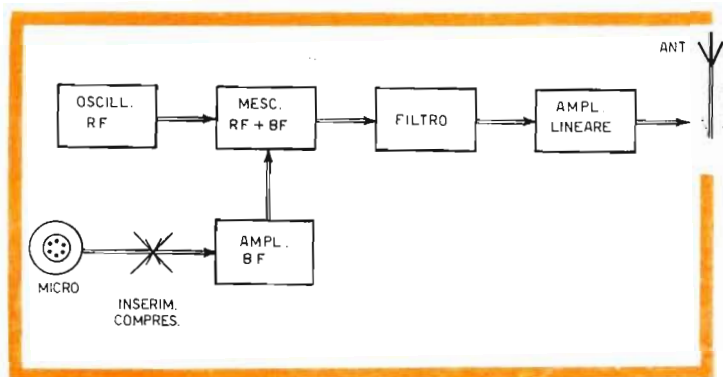 ANT
OSCILL.
RF
MESC.
RF + BF
FILTRO
AMPL.
LINEARE
AMPL.
BF
MICRO
INSERIM.
COMPRES.